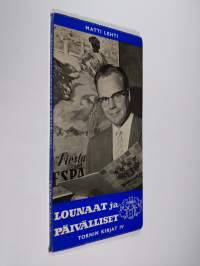 MATTI LEHTI
Fiesta
ESPA
LOUNAAT ja
PÄIVÄLLISET
TORNIN KIRJAT IV